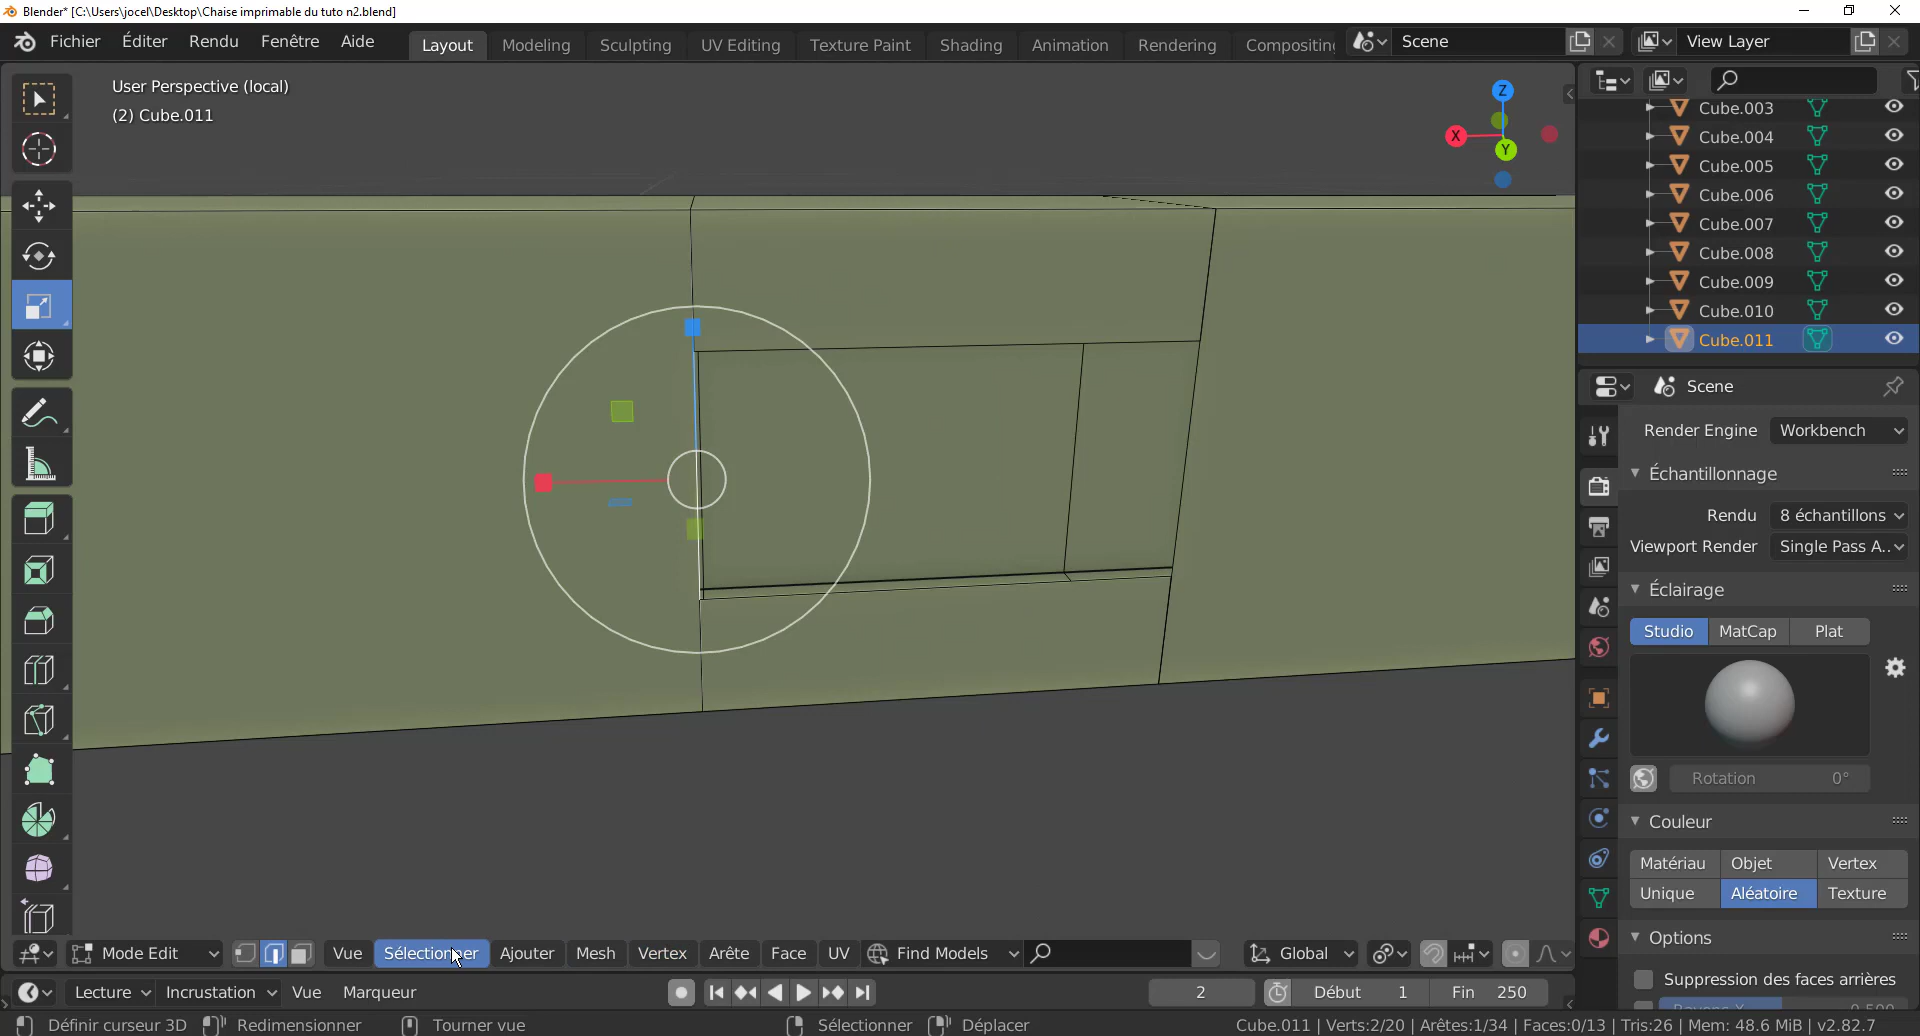 Blender* [C:\Users\jocel\Desktop\Chaise imprimable du tuto n2.blend]
Fichier Éditer Rendu Fenêtre Aide Layout Modeling Sculpting UV Editing Texture Paint Shading Animation Rendering Compositing Scene View Layer
User Perspective (local)
(2) Cube.011
Z
X
Y
Cube.003
Cube.004
Cube.005
Cube.006
Cube.007
Cube.008
Cube.009
Cube.010
Cube.011
Scene
Render Engine Workbench
Échantillonnage
Rendu 8 échantillons
Viewport Render Single Pass A..
Éclairage
Studio MatCap Plat
Rotation 0°
Couleur
Matériau Objet Vertex
Unique Aléatoire Texture
Options
Suppression des faces arrières
Rayons X 0.500
Mode Edit Vue Sélectionner Ajouter Mesh Vertex Arête Face UV Find Models Global
Lecture Incrustation Vue Marqueur 2 Début 1 Fin 250
Définir curseur 3D Redimensionner Tourner vue Sélectionner Déplacer Cube.011 | Verts:2/20 | Arêtes:1/34 | Faces:0/13 | Tris:26 | Mem: 48.6 MiB | v2.82.7